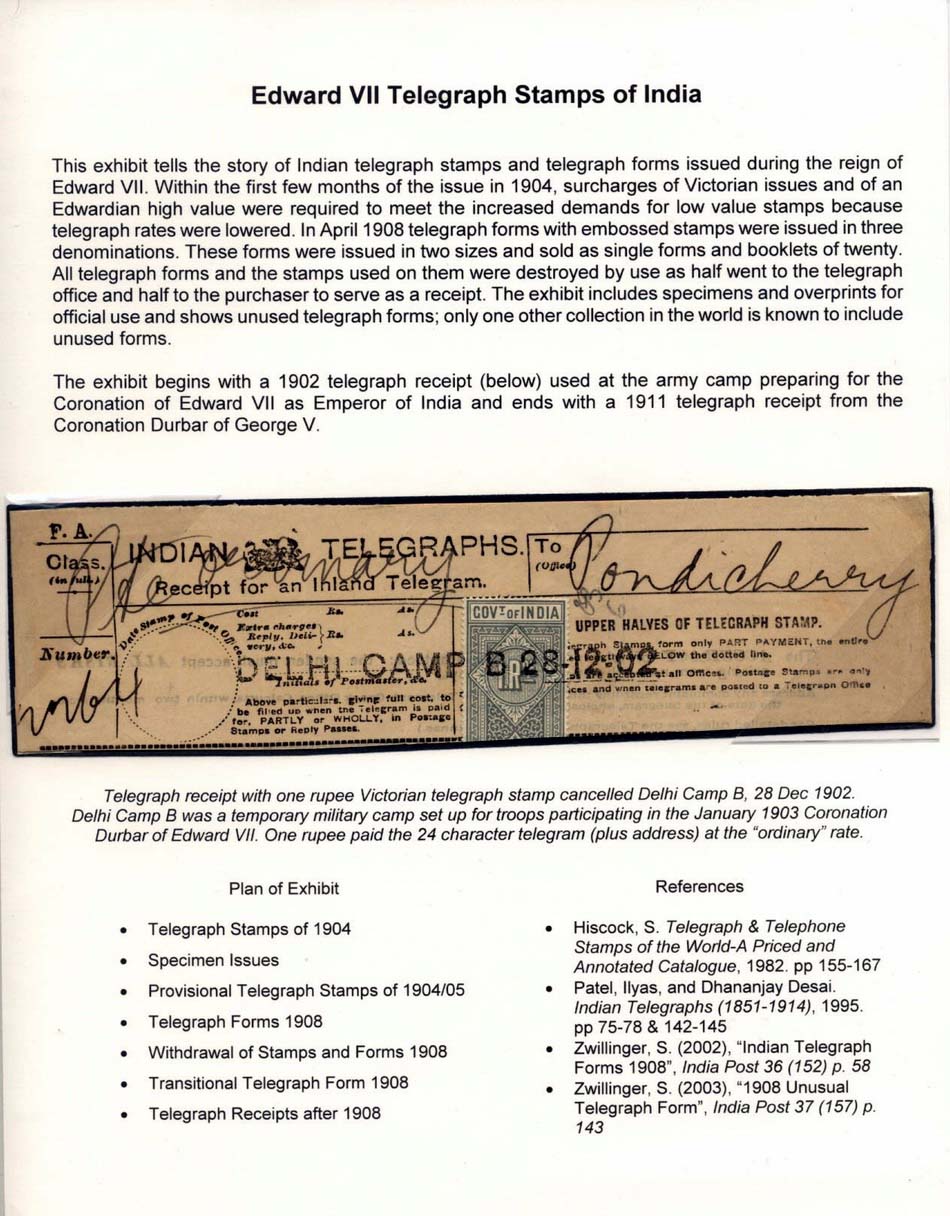 Edward VII Telegraph Stamps of India
This exhibit tells the story of Indian telegraph stamps and telegraph forms issued during the reign of
Edward VII. Within the first few months of the issue in 1904, surcharges of Victorian issues and of an
Edwardian high value were required to meet the increased demands for low value stamps because
telegraph rates were lowered. In April 1908 telegraph forms with embossed stamps were issued in three
denominations. These forms were issued in two sizes and sold as single forms and booklets of twenty.
All telegraph forms and the stamps used on them were destroyed by use as half went to the telegraph
office and half to the purchaser to serve as a receipt. The exhibit includes specimens and overprints for
official use and shows unused telegraph forms; only one other collection in the world is known to include
unused forms.
The exhibit begins with a 1902 telegraph receipt (below) used at the army camp preparing for the
Coronation of Edward VII as Emperor of India and ends with a 1911 telegraph receipt from the
Coronation Durbar of George V.
F. A.
Class.
(in full.)
INDIAN TELEGRAPHS.
Receipt for an Inland Telegram.
To
(Office)
Pondicherry
Number.
Date Stamp of Post Office
Cost Rs. As.
Extra charges
Reply, Deli-
very, &c. } Rs. As.
Initials of Postmaster, &c.
Above particulars, giving full cost, to
be filled up when the Telegram is paid
for, PARTLY or WHOLLY, in Postage
Stamps or Reply Passes.
DELHI CAMP B 28-12-02
GOVT OF INDIA
1R
UPPER HALVES OF TELEGRAPH STAMP.
egraph Stamps form only PART PAYMENT, the entire
BELOW the dotted line.
are accepted at all Offices. Postage Stamps are only
ces and when telegrams are posted to a Telegraph Office
Telegraph receipt with one rupee Victorian telegraph stamp cancelled Delhi Camp B, 28 Dec 1902.
Delhi Camp B was a temporary military camp set up for troops participating in the January 1903 Coronation
Durbar of Edward VII. One rupee paid the 24 character telegram (plus address) at the “ordinary” rate.
Plan of Exhibit
• Telegraph Stamps of 1904
• Specimen Issues
• Provisional Telegraph Stamps of 1904/05
• Telegraph Forms 1908
• Withdrawal of Stamps and Forms 1908
• Transitional Telegraph Form 1908
• Telegraph Receipts after 1908
References
• Hiscock, S. Telegraph & Telephone
Stamps of the World-A Priced and
Annotated Catalogue, 1982. pp 155-167
• Patel, Ilyas, and Dhananjay Desai.
Indian Telegraphs (1851-1914), 1995.
pp 75-78 & 142-145
• Zwillinger, S. (2002), “Indian Telegraph
Forms 1908”, India Post 36 (152) p. 58
• Zwillinger, S. (2003), “1908 Unusual
Telegraph Form”, India Post 37 (157) p.
143